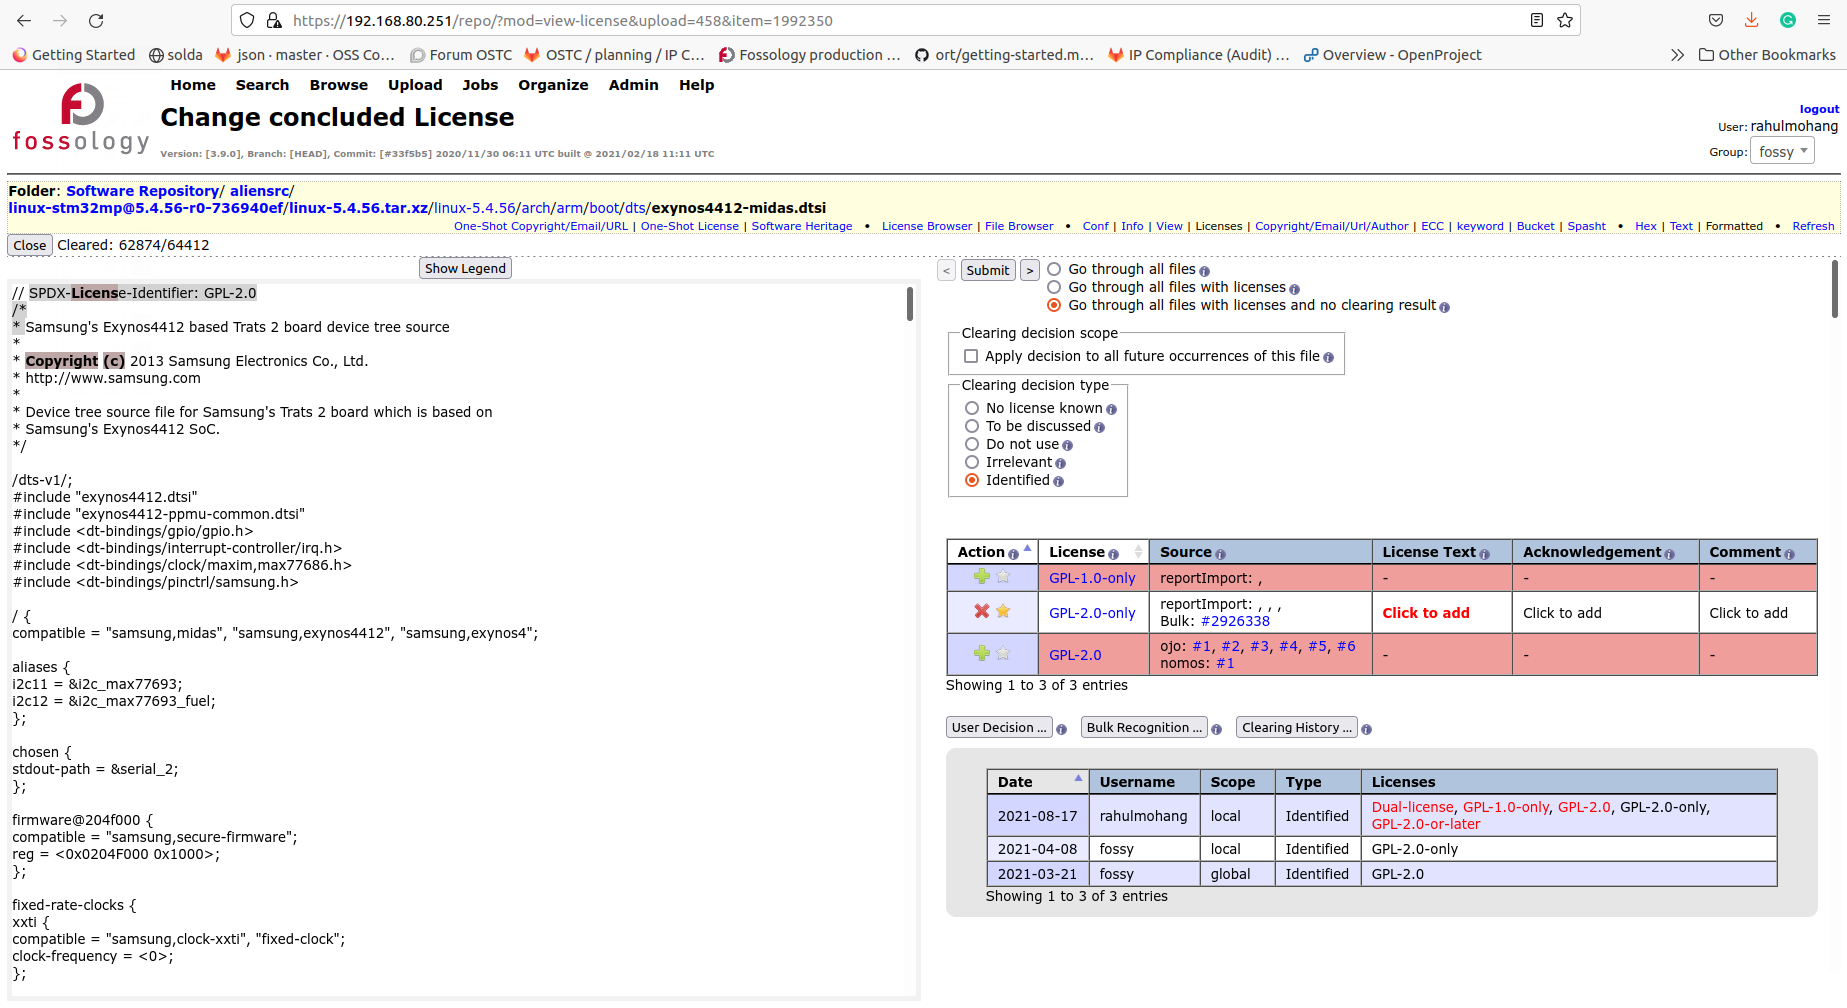 https://192.168.80.251/repo/?mod=view-license&upload=458&item=1992350
Getting Started solda json · master · OSS Co... Forum OSTC OSTC / planning / IP C... Fossology production ... ort/getting-started.m... IP Compliance (Audit) ... Overview - OpenProject >> Other Bookmarks
Home Search Browse Upload Jobs Organize Admin Help
fossology
Change concluded License
Version: [3.9.0], Branch: [HEAD], Commit: [#33f5b5] 2020/11/30 06:11 UTC built @ 2021/02/18 11:11 UTC
logout
User: rahulmohang
Group: fossy
Folder: Software Repository/ aliensrc/
linux-stm32mp@5.4.56-r0-736940ef/linux-5.4.56.tar.xz/linux-5.4.56/arch/arm/boot/dts/exynos4412-midas.dtsi
One-Shot Copyright/Email/URL | One-Shot License | Software Heritage • License Browser | File Browser • Conf | Info | View | Licenses | Copyright/Email/Url/Author | ECC | keyword | Bucket | Spasht • Hex | Text | Formatted • Refresh
Close Cleared: 62874/64412
Show Legend
// SPDX-License-Identifier: GPL-2.0
/*
* Samsung's Exynos4412 based Trats 2 board device tree source
*
* Copyright (c) 2013 Samsung Electronics Co., Ltd.
* http://www.samsung.com
*
* Device tree source file for Samsung's Trats 2 board which is based on
* Samsung's Exynos4412 SoC.
*/
/dts-v1/;
#include "exynos4412.dtsi"
#include "exynos4412-ppmu-common.dtsi"
#include <dt-bindings/gpio/gpio.h>
#include <dt-bindings/interrupt-controller/irq.h>
#include <dt-bindings/clock/maxim,max77686.h>
#include <dt-bindings/pinctrl/samsung.h>
/ {
compatible = "samsung,midas", "samsung,exynos4412", "samsung,exynos4";
aliases {
i2c11 = &i2c_max77693;
i2c12 = &i2c_max77693_fuel;
};
chosen {
stdout-path = &serial_2;
};
firmware@204f000 {
compatible = "samsung,secure-firmware";
reg = <0x0204F000 0x1000>;
};
fixed-rate-clocks {
xxti {
compatible = "samsung,clock-xxti", "fixed-clock";
clock-frequency = <0>;
};
< Submit > Go through all files
Go through all files with licenses
Go through all files with licenses and no clearing result
Clearing decision scope
Apply decision to all future occurrences of this file
Clearing decision type
No license known
To be discussed
Do not use
Irrelevant
Identified
Action License Source License Text Acknowledgement Comment
GPL-1.0-only reportImport: , - - -
GPL-2.0-only reportImport: , , , Click to add Click to add Click to add
Bulk: #2926338
GPL-2.0 ojo: #1, #2, #3, #4, #5, #6 - - -
nomos: #1
Showing 1 to 3 of 3 entries
User Decision ... Bulk Recognition ... Clearing History ...
Date Username Scope Type Licenses
2021-08-17 rahulmohang local Identified Dual-license, GPL-1.0-only, GPL-2.0, GPL-2.0-only,
GPL-2.0-or-later
2021-04-08 fossy local Identified GPL-2.0-only
2021-03-21 fossy global Identified GPL-2.0
Showing 1 to 3 of 3 entries